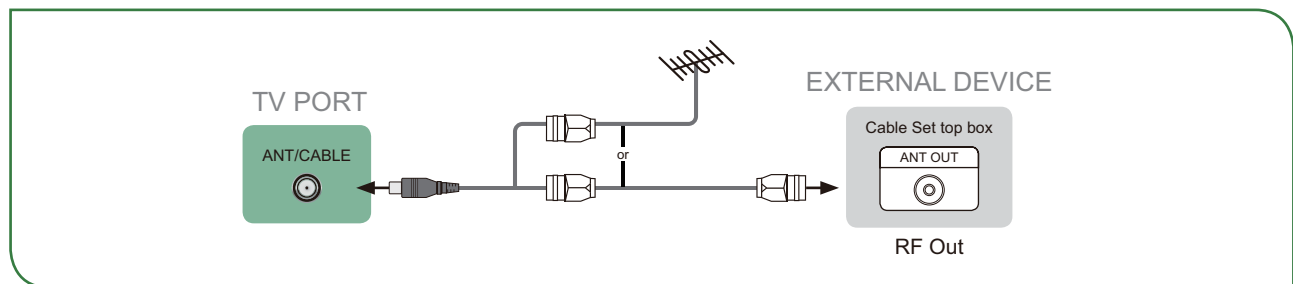 TV PORT
ANT/CABLE
or
EXTERNAL DEVICE
Cable Set top box
ANT OUT
RF Out